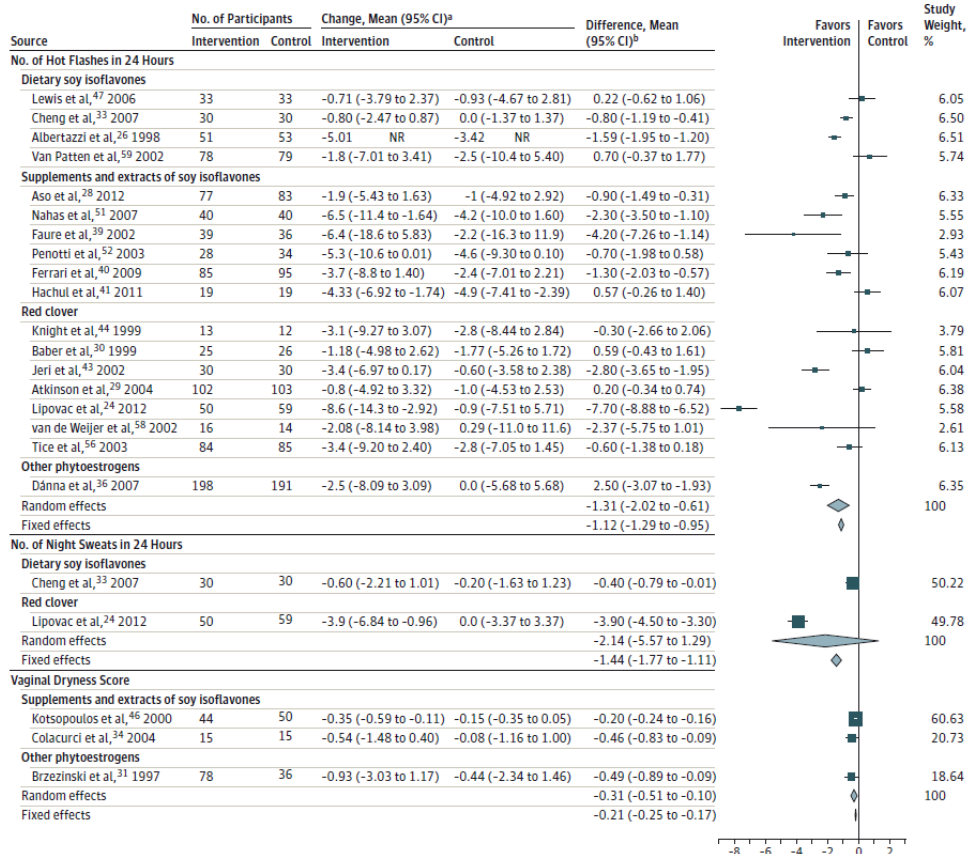 No. of Participants Change, Mean (95% CI)a Difference, Mean (95% CI)b Favors Intervention Favors Control Study Weight, %
Source Intervention Control Intervention Control
No. of Hot Flashes in 24 Hours
Dietary soy isoflavones
Lewis et al,47 2006 33 33 -0.71 (-3.79 to 2.37) -0.93 (-4.67 to 2.81) 0.22 (-0.62 to 1.06) 6.05
Cheng et al,33 2007 30 30 -0.80 (-2.47 to 0.87) 0.0 (-1.37 to 1.37) -0.80 (-1.19 to -0.41) 6.50
Albertazzi et al,26 1998 51 53 -5.01 NR -3.42 NR -1.59 (-1.95 to -1.20) 6.51
Van Patten et al,59 2002 78 79 -1.8 (-7.01 to 3.41) -2.5 (-10.4 to 5.40) 0.70 (-0.37 to 1.77) 5.74
Supplements and extracts of soy isoflavones
Aso et al,28 2012 77 83 -1.9 (-5.43 to 1.63) -1 (-4.92 to 2.92) -0.90 (-1.49 to -0.31) 6.33
Nahas et al,51 2007 40 40 -6.5 (-11.4 to -1.64) -4.2 (-10.0 to 1.60) -2.30 (-3.50 to -1.10) 5.55
Faure et al,39 2002 39 36 -6.4 (-18.6 to 5.83) -2.2 (-16.3 to 11.9) -4.20 (-7.26 to -1.14) 2.93
Penotti et al,52 2003 28 34 -5.3 (-10.6 to 0.01) -4.6 (-9.30 to 0.10) -0.70 (-1.98 to 0.58) 5.43
Ferrari et al,40 2009 85 95 -3.7 (-8.8 to 1.40) -2.4 (-7.01 to 2.21) -1.30 (-2.03 to -0.57) 6.19
Hachul et al,41 2011 19 19 -4.33 (-6.92 to -1.74) -4.9 (-7.41 to -2.39) 0.57 (-0.26 to 1.40) 6.07
Red clover
Knight et al,44 1999 13 12 -3.1 (-9.27 to 3.07) -2.8 (-8.44 to 2.84) -0.30 (-2.66 to 2.06) 3.79
Baber et al,30 1999 25 26 -1.18 (-4.98 to 2.62) -1.77 (-5.26 to 1.72) 0.59 (-0.43 to 1.61) 5.81
Jeri et al,43 2002 30 30 -3.4 (-6.97 to 0.17) -0.60 (-3.58 to 2.38) -2.80 (-3.65 to -1.95) 6.04
Atkinson et al,29 2004 102 103 -0.8 (-4.92 to 3.32) -1.0 (-4.53 to 2.53) 0.20 (-0.34 to 0.74) 6.38
Lipovac et al,24 2012 50 59 -8.6 (-14.3 to -2.92) -0.9 (-7.51 to 5.71) -7.70 (-8.88 to -6.52) 5.58
van de Weijer et al,58 2002 16 14 -2.08 (-8.14 to 3.98) 0.29 (-11.0 to 11.6) -2.37 (-5.75 to 1.01) 2.61
Tice et al,56 2003 84 85 -3.4 (-9.20 to 2.40) -2.8 (-7.05 to 1.45) -0.60 (-1.38 to 0.18) 6.13
Other phytoestrogens
Dánna et al,36 2007 198 191 -2.5 (-8.09 to 3.09) 0.0 (-5.68 to 5.68) 2.50 (-3.07 to -1.93) 6.35
Random effects -1.31 (-2.02 to -0.61) 100
Fixed effects -1.12 (-1.29 to -0.95)
No. of Night Sweats in 24 Hours
Dietary soy isoflavones
Cheng et al,33 2007 30 30 -0.60 (-2.21 to 1.01) -0.20 (-1.63 to 1.23) -0.40 (-0.79 to -0.01) 50.22
Red clover
Lipovac et al,24 2012 50 59 -3.9 (-6.84 to -0.96) 0.0 (-3.37 to 3.37) -3.90 (-4.50 to -3.30) 49.78
Random effects -2.14 (-5.57 to 1.29) 100
Fixed effects -1.44 (-1.77 to -1.11)
Vaginal Dryness Score
Supplements and extracts of soy isoflavones
Kotsopoulos et al,46 2000 44 50 -0.35 (-0.59 to -0.11) -0.15 (-0.35 to 0.05) -0.20 (-0.24 to -0.16) 60.63
Colacurci et al,34 2004 15 15 -0.54 (-1.48 to 0.40) -0.08 (-1.16 to 1.00) -0.46 (-0.83 to -0.09) 20.73
Other phytoestrogens
Brzezinski et al,31 1997 78 36 -0.93 (-3.03 to 1.17) -0.44 (-2.34 to 1.46) -0.49 (-0.89 to -0.09) 18.64
Random effects -0.31 (-0.51 to -0.10) 100
Fixed effects -0.21 (-0.25 to -0.17)
-8 -6 -4 -2 0 2